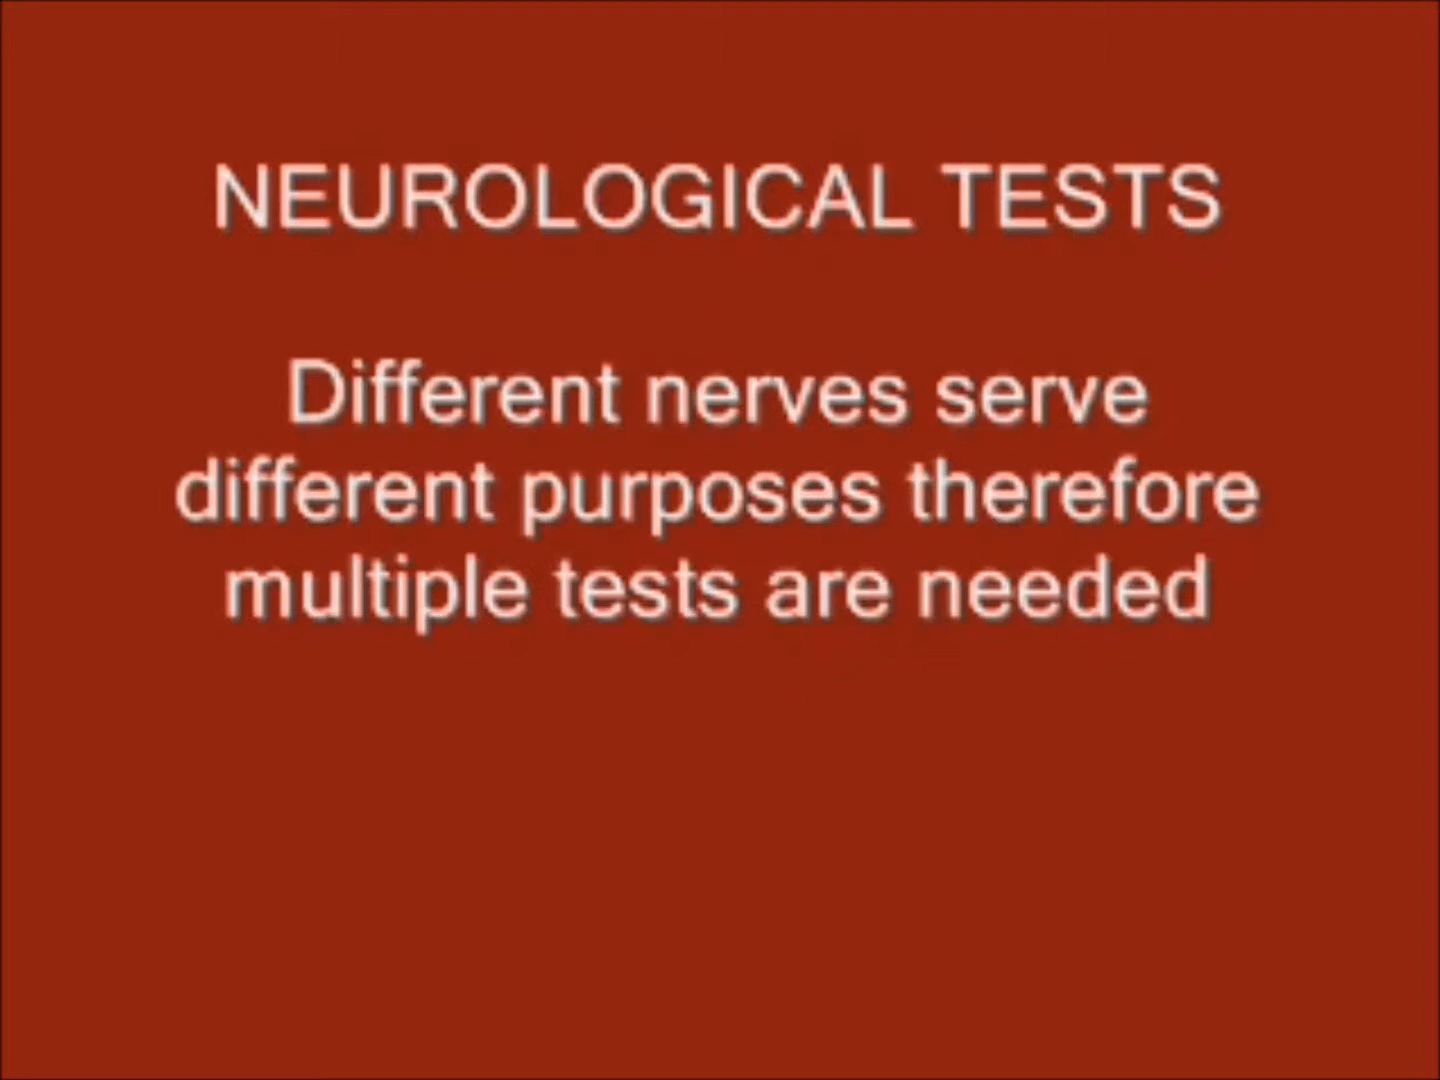 NEUROLOGICAL TESTS
Different nerves serve
different purposes therefore
multiple tests are needed